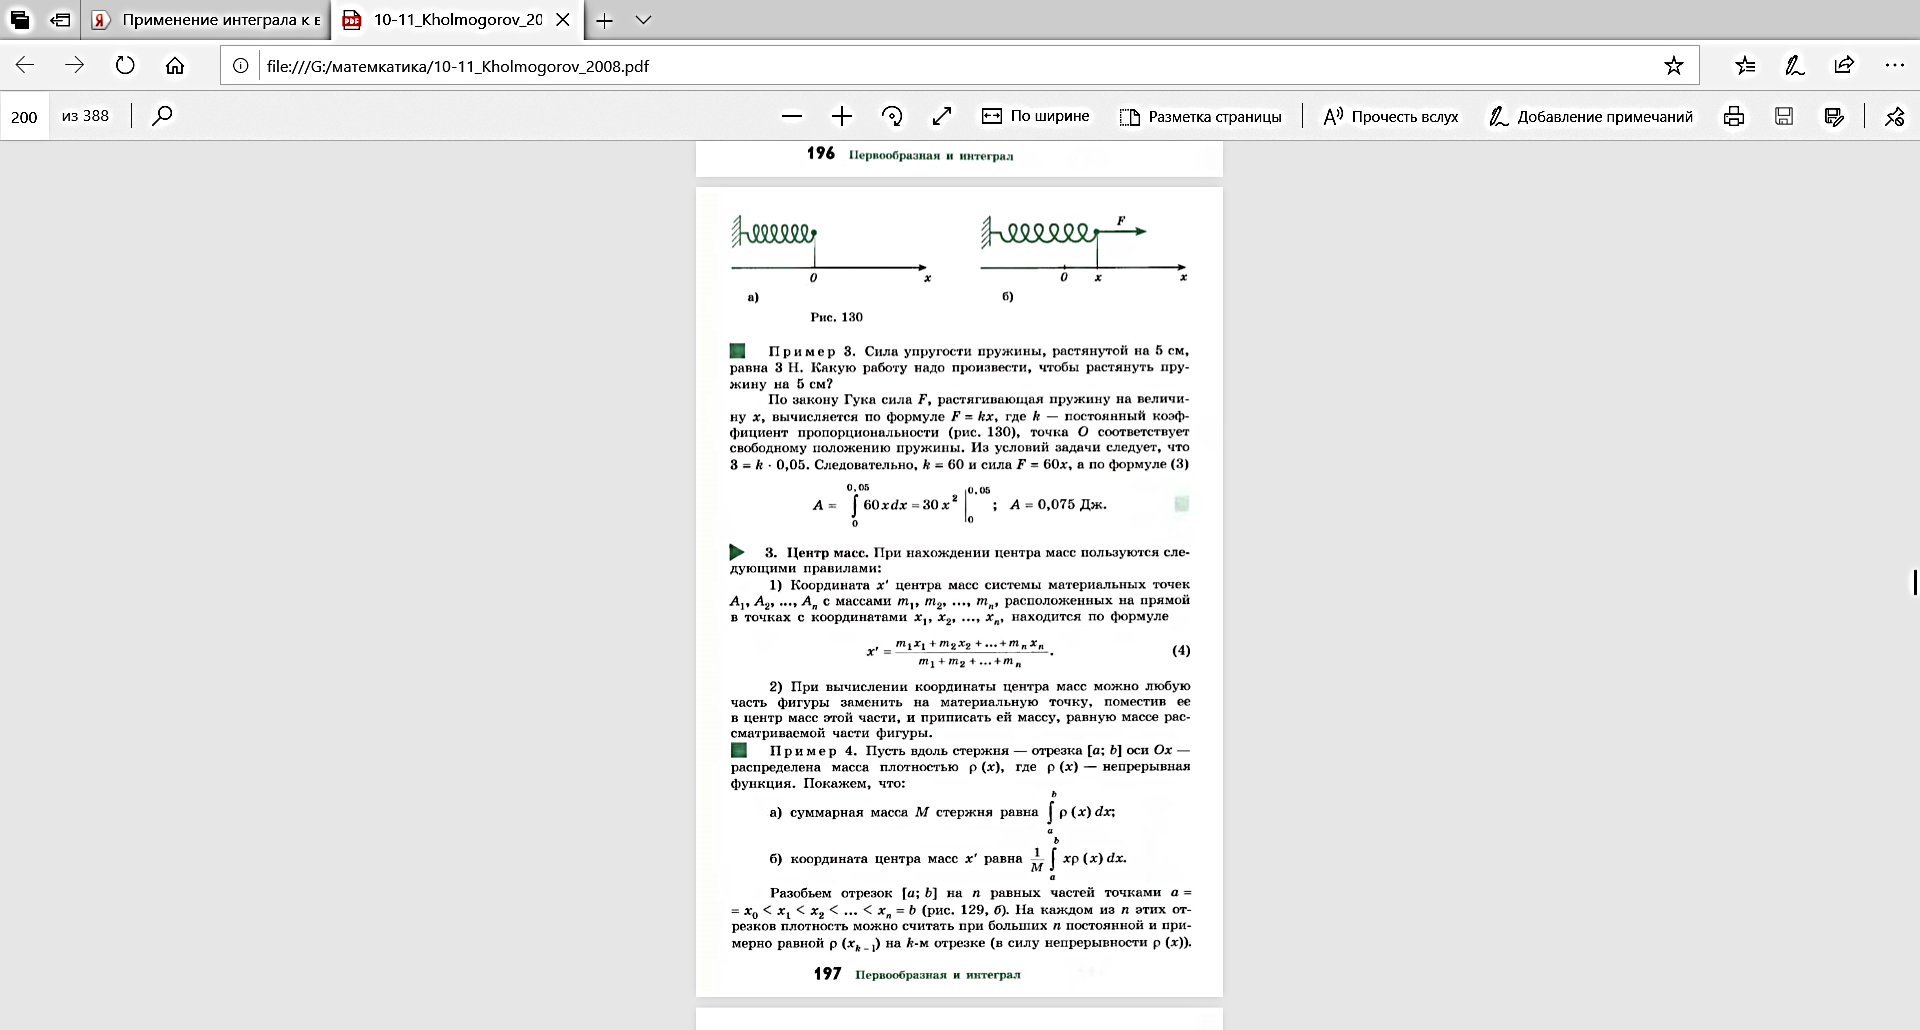 Применение интеграла к в
10-11_Kholmogorov_20
file:///G:/матемкатика/10-11_Kholmogorov_2008.pdf
200 из 388
По ширине
Разметка страницы
Прочесть вслух
Добавление примечаний
196 Первообразная и интеграл
F
O x O x x
а) б)
Рис. 130
Пример 3. Сила упругости пружины, растянутой на 5 см,
равна 3 Н. Какую работу надо произвести, чтобы растянуть пру-
жину на 5 см?
По закону Гука сила F, растягивающая пружину на величи-
ну x, вычисляется по формуле F = kx, где k — постоянный коэф-
фициент пропорциональности (рис. 130), точка O соответствует
свободному положению пружины. Из условий задачи следует, что
3 = k · 0,05. Следовательно, k = 60 и сила F = 60x, а по формуле (3)
A = ∫₀^0,05 60xdx = 30x² |₀^0,05 ; A = 0,075 Дж.
3. Центр масс. При нахождении центра масс пользуются сле-
дующими правилами:
1) Координата x′ центра масс системы материальных точек
A₁, A₂, ..., Aₙ с массами m₁, m₂, ..., mₙ, расположенных на прямой
в точках с координатами x₁, x₂, ..., xₙ, находится по формуле
x′ = (m₁x₁ + m₂x₂ + ... + mₙxₙ) / (m₁ + m₂ + ... + mₙ). (4)
2) При вычислении координаты центра масс можно любую
часть фигуры заменить на материальную точку, поместив ее
в центр масс этой части, и приписать ей массу, равную массе рас-
сматриваемой части фигуры.
Пример 4. Пусть вдоль стержня — отрезка [a; b] оси Ox —
распределена масса плотностью ρ (x), где ρ (x) — непрерывная
функция. Покажем, что:
а) суммарная масса M стержня равна ∫ₐᵇ ρ (x) dx;
б) координата центра масс x′ равна 1/M ∫ₐᵇ xρ (x) dx.
Разобьем отрезок [a; b] на n равных частей точками a =
= x₀ < x₁ < x₂ < ... < xₙ = b (рис. 129, б). На каждом из n этих от-
резков плотность можно считать при больших n постоянной и при-
мерно равной ρ (xₖ₋₁) на k-м отрезке (в силу непрерывности ρ (x)).
197 Первообразная и интеграл